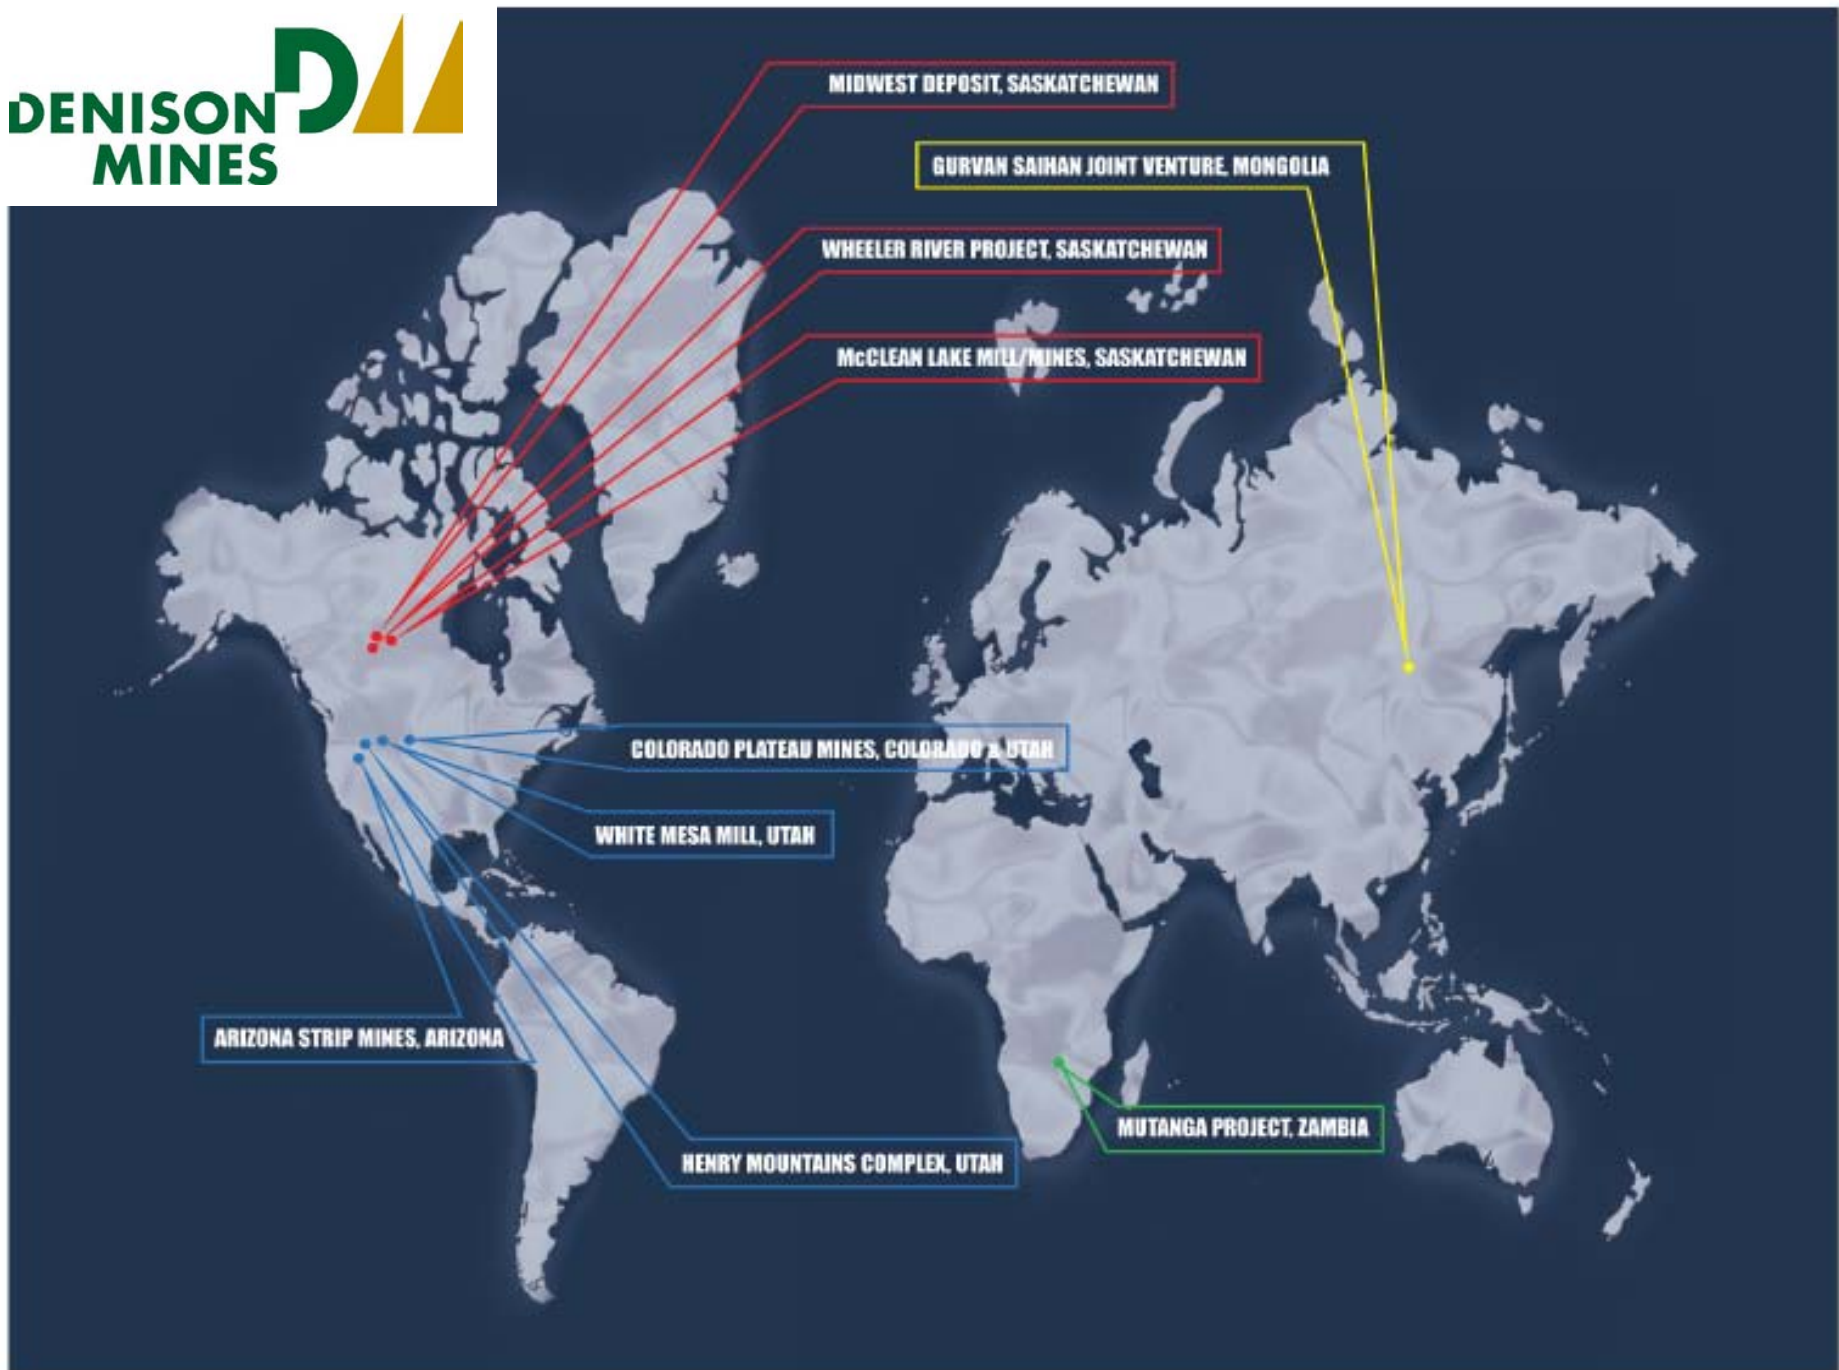 DENISON
MINES
MIDWEST DEPOSIT, SASKATCHEWAN
GURVAN SAIHAN JOINT VENTURE, MONGOLIA
WHEELER RIVER PROJECT, SASKATCHEWAN
McCLEAN LAKE MILL/MINES, SASKATCHEWAN
COLORADO PLATEAU MINES, COLORADO & UTAH
WHITE MESA MILL, UTAH
ARIZONA STRIP MINES, ARIZONA
MUTANGA PROJECT, ZAMBIA
HENRY MOUNTAINS COMPLEX, UTAH